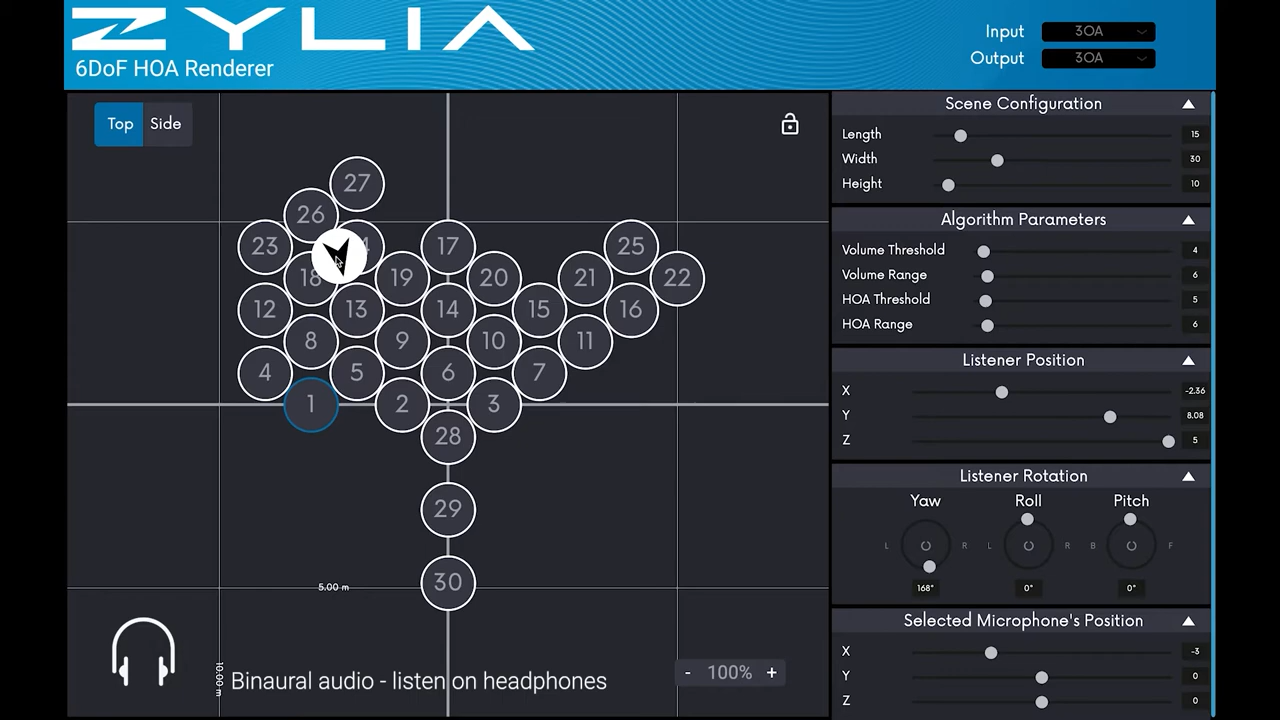 ZYLIA
6DoF HOA Renderer
Input 3OA
Output 3OA
Top Side
27
26
23 4 17 25
18 19 20 21 22
12 13 14 15 16
8 9 10 11
4 5 6 7
1 2 3
28
29
5.00 m 30
10.00 m
Binaural audio - listen on headphones
- 100% +
Scene Configuration
Length 15
Width 30
Height 10
Algorithm Parameters
Volume Threshold 4
Volume Range 6
HOA Threshold 5
HOA Range 6
Listener Position
X -2.36
Y 8.08
Z 5
Listener Rotation
Yaw Roll Pitch
L R L R B F
168° 0° 0°
Selected Microphone's Position
X -3
Y 0
Z 0